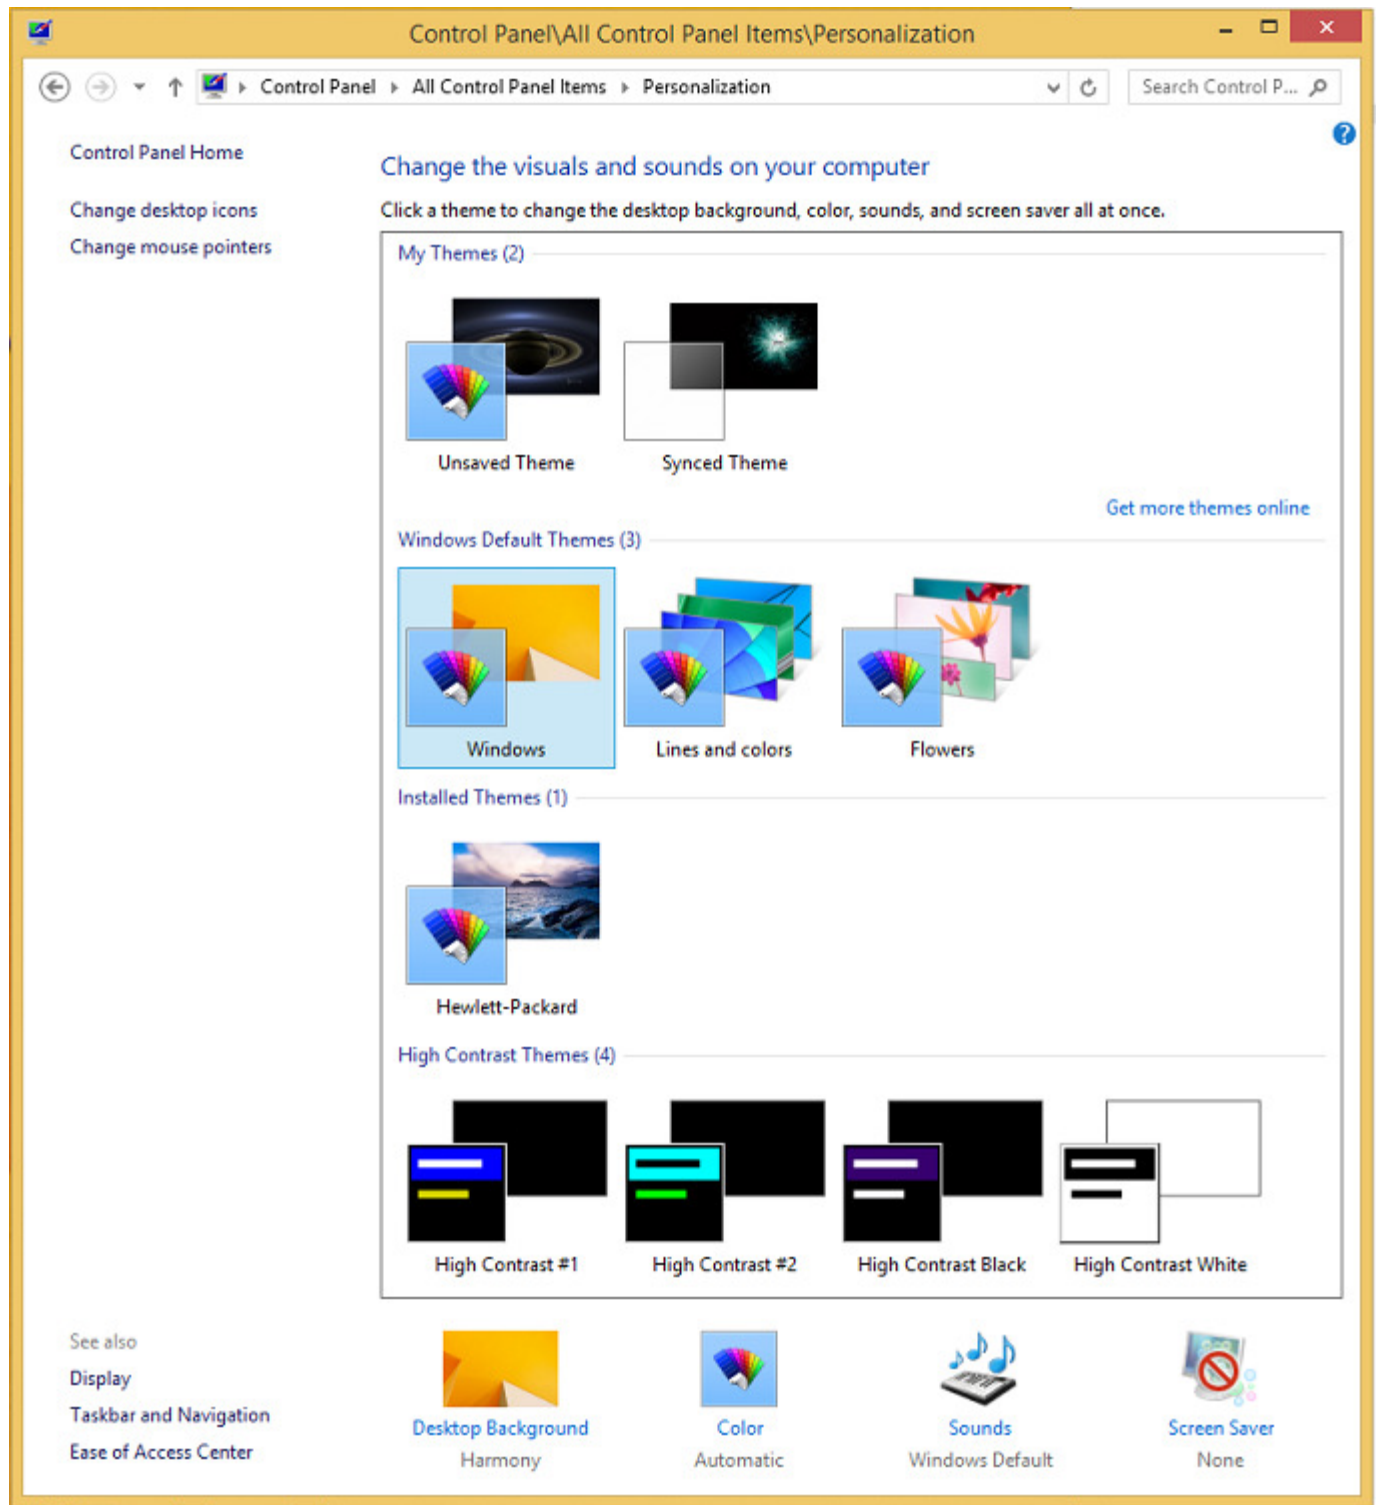 Control Panel\All Control Panel Items\Personalization
Control Panel All Control Panel Items Personalization
Search Control P...
Control Panel Home
Change desktop icons
Change mouse pointers
Change the visuals and sounds on your computer
Click a theme to change the desktop background, color, sounds, and screen saver all at once.
My Themes (2)
Unsaved Theme
Synced Theme
Get more themes online
Windows Default Themes (3)
Windows
Lines and colors
Flowers
Installed Themes (1)
Hewlett-Packard
High Contrast Themes (4)
High Contrast #1
High Contrast #2
High Contrast Black
High Contrast White
See also
Display
Taskbar and Navigation
Ease of Access Center
Desktop Background
Harmony
Color
Automatic
Sounds
Windows Default
Screen Saver
None